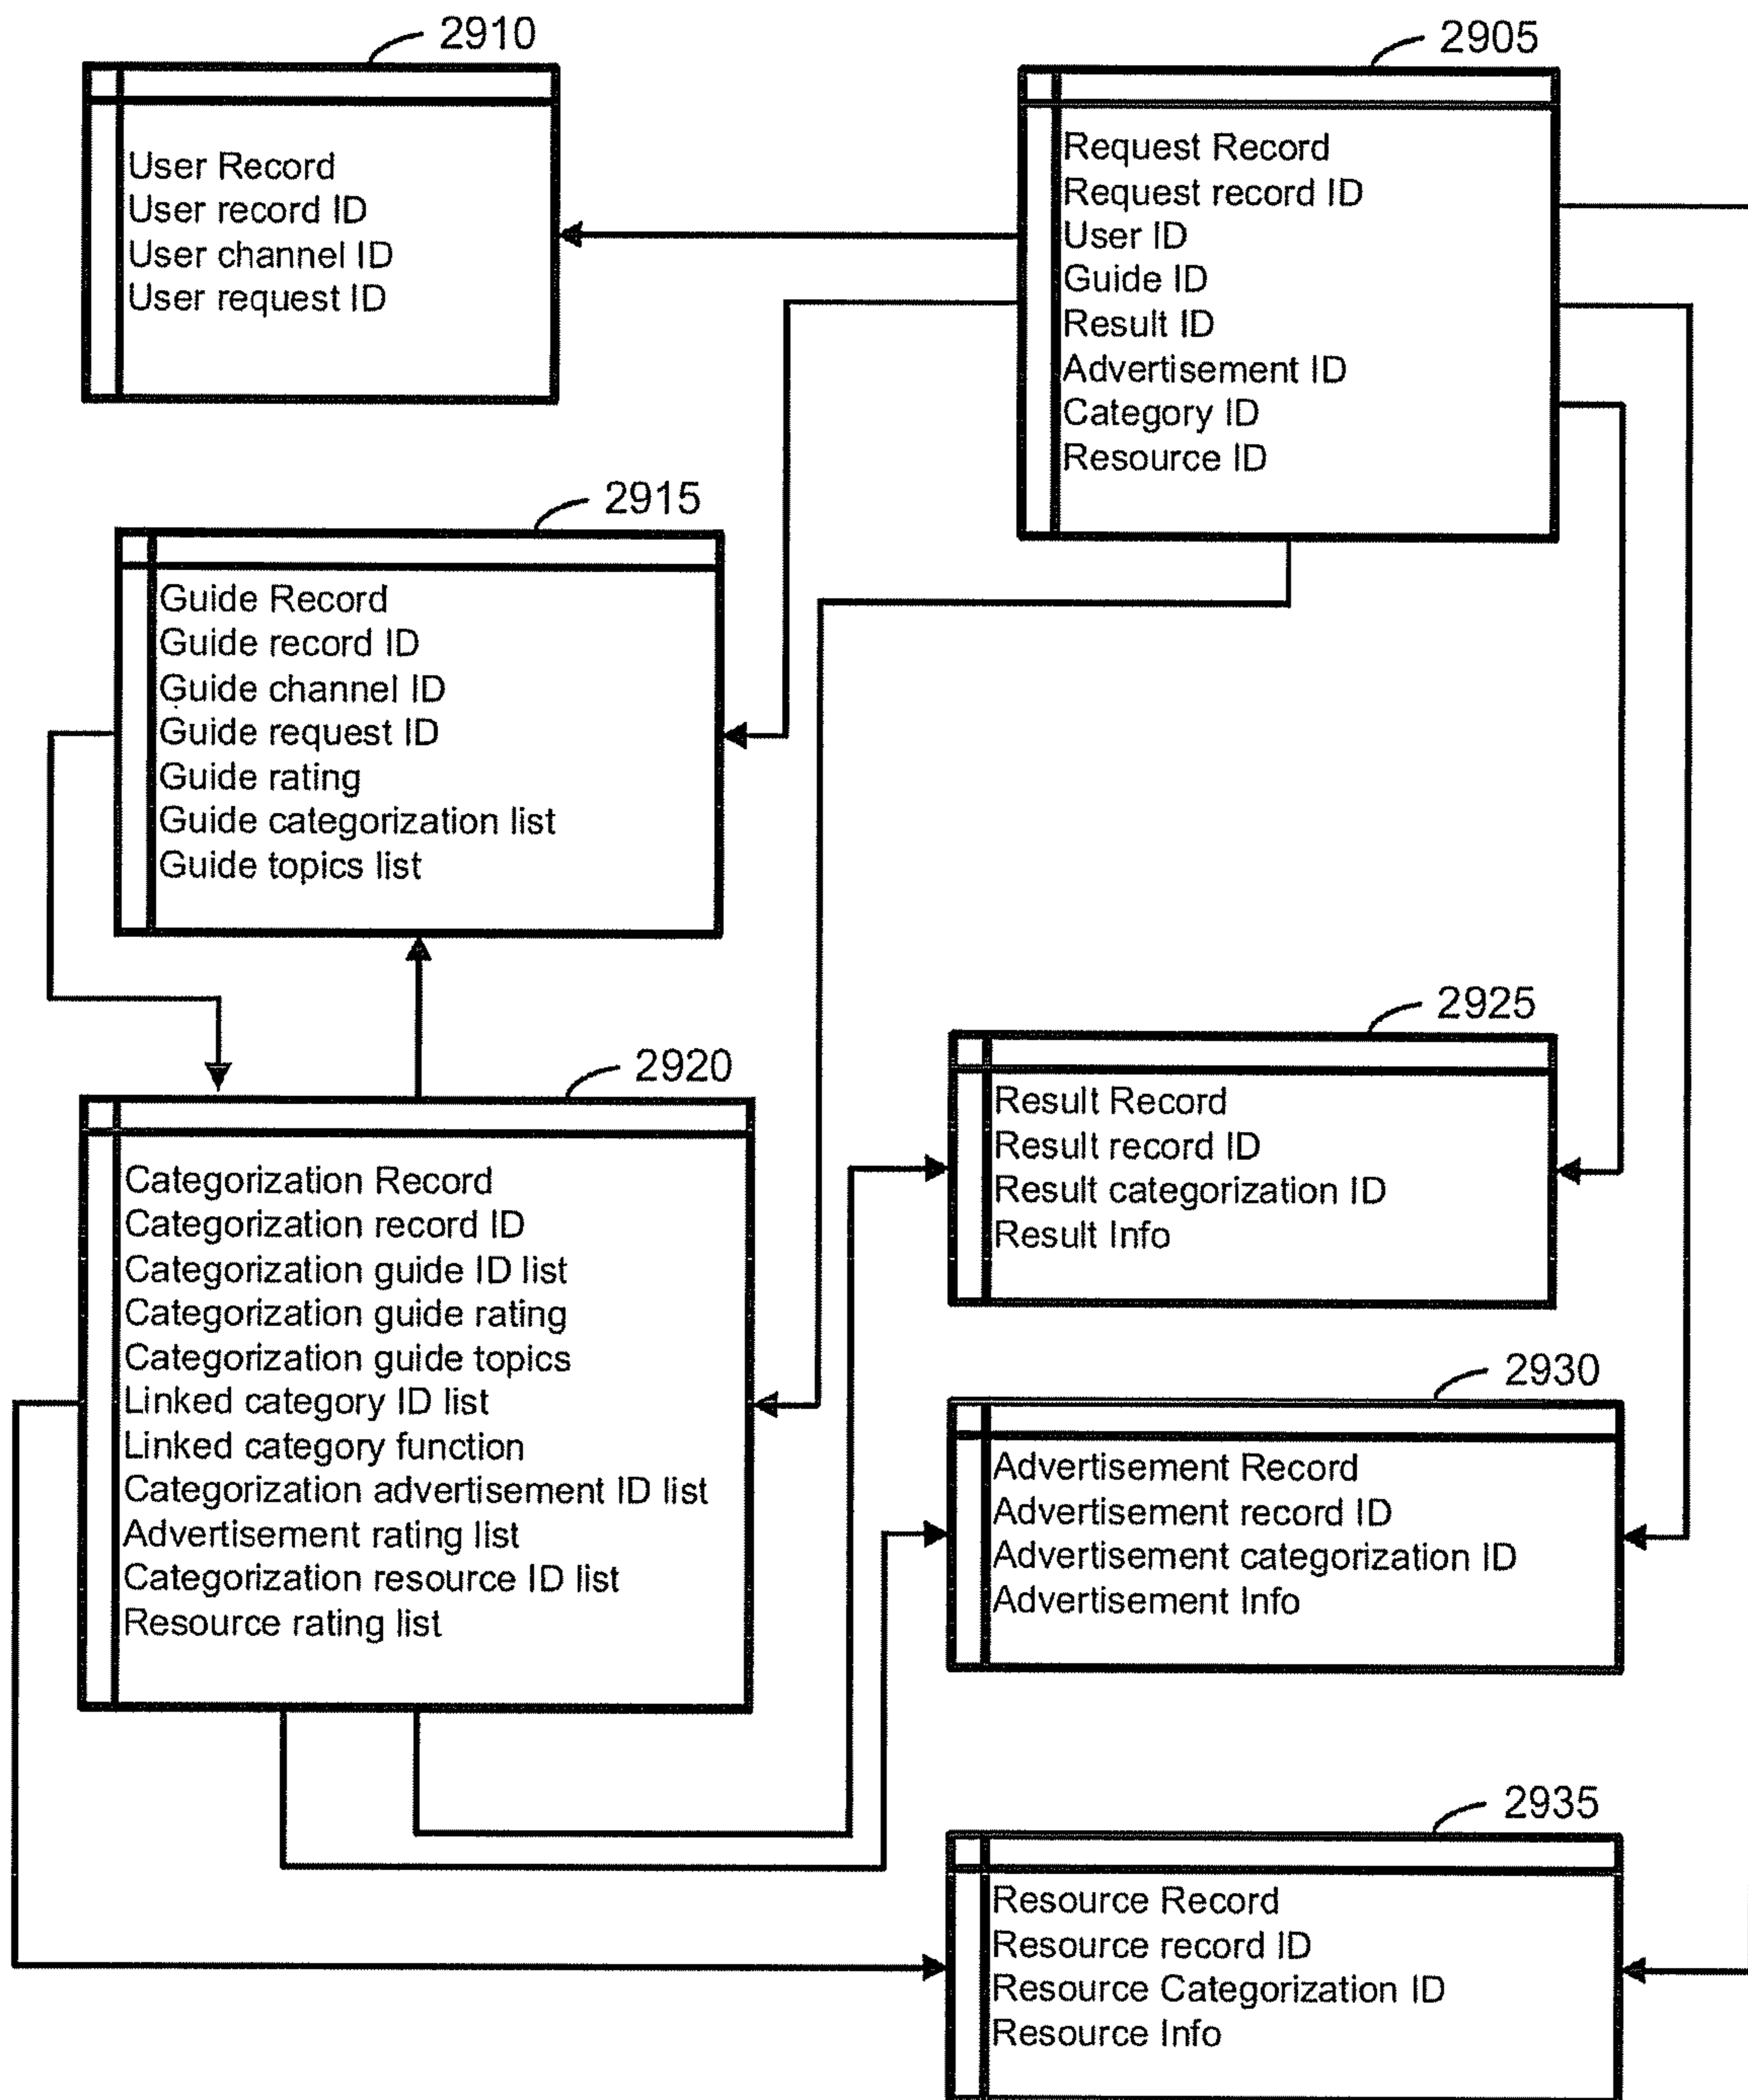 2910
User Record
User record ID
User channel ID
User request ID
2905
Request Record
Request record ID
User ID
Guide ID
Result ID
Advertisement ID
Category ID
Resource ID
2915
Guide Record
Guide record ID
Guide channel ID
Guide request ID
Guide rating
Guide categorization list
Guide topics list
2920
Categorization Record
Categorization record ID
Categorization guide ID list
Categorization guide rating
Categorization guide topics
Linked category ID list
Linked category function
Categorization advertisement ID list
Advertisement rating list
Categorization resource ID list
Resource rating list
2925
Result Record
Result record ID
Result categorization ID
Result Info
2930
Advertisement Record
Advertisement record ID
Advertisement categorization ID
Advertisement Info
2935
Resource Record
Resource record ID
Resource Categorization ID
Resource Info